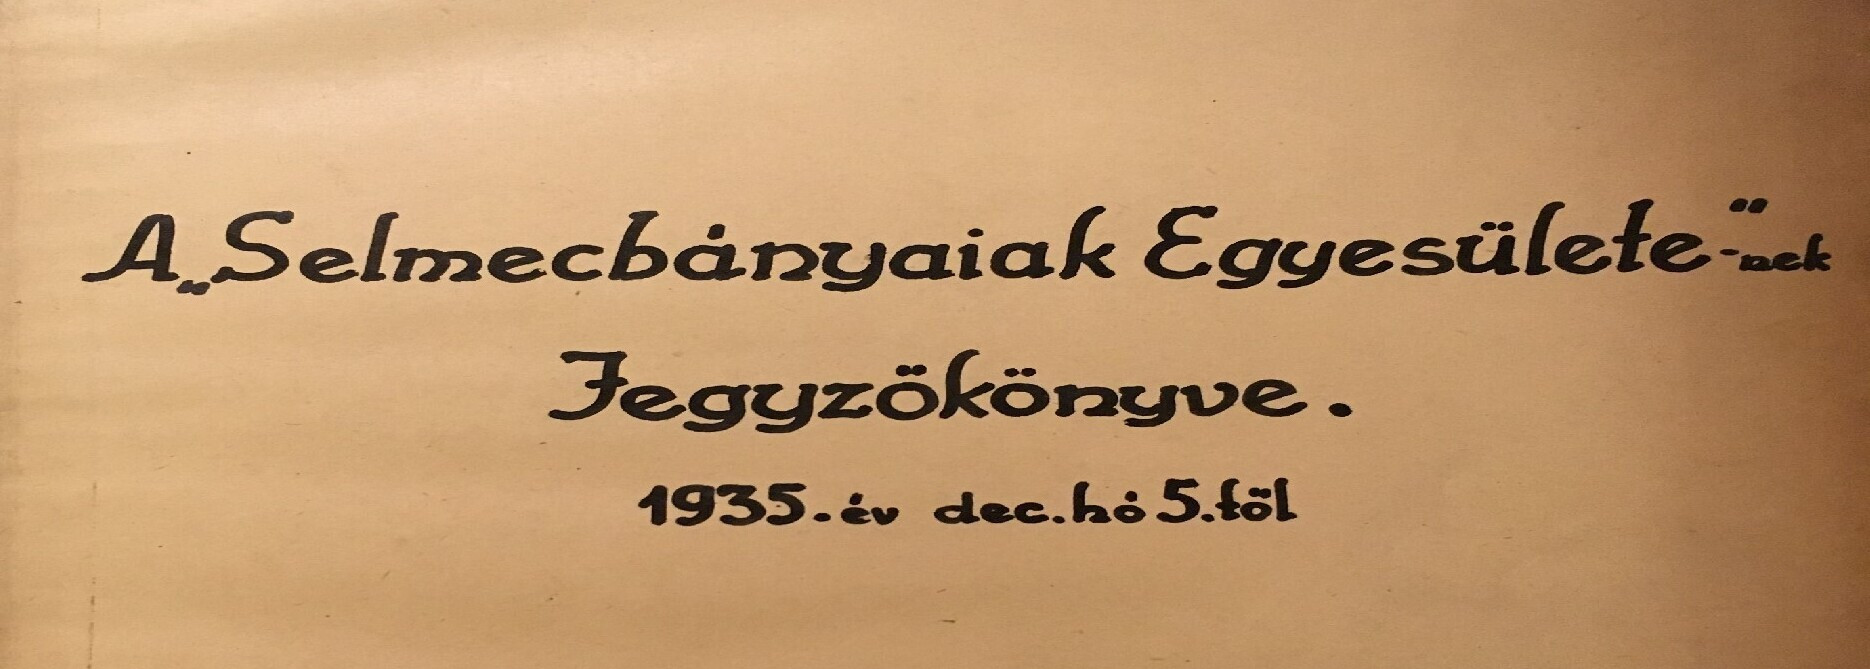 A „Selmecbányaiak Egyesülete”-nek
Jegyzőkönyve.
1935. év dec. hó 5.től